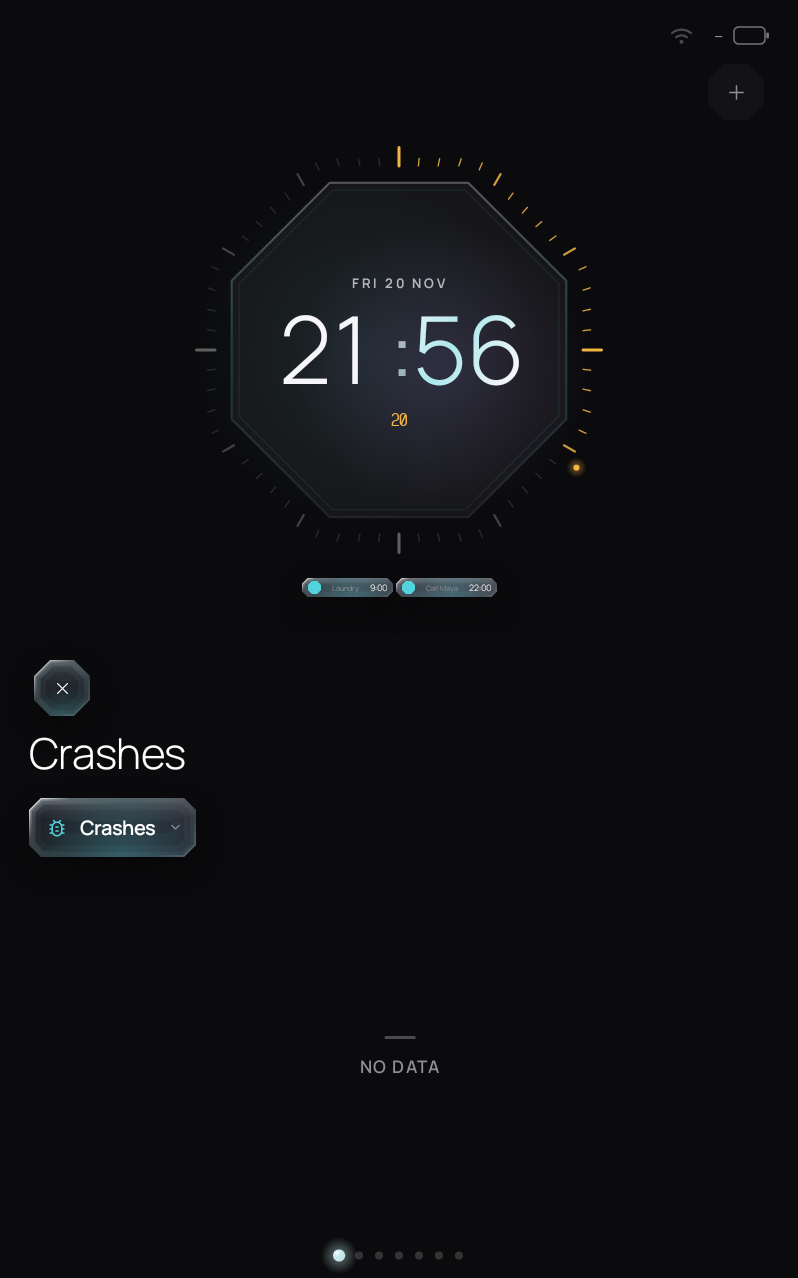 –
+
FRI 20 NOV
21 :56
20
Laundry 9:00 Call Maya 22:00
Crashes
Crashes
NO DATA